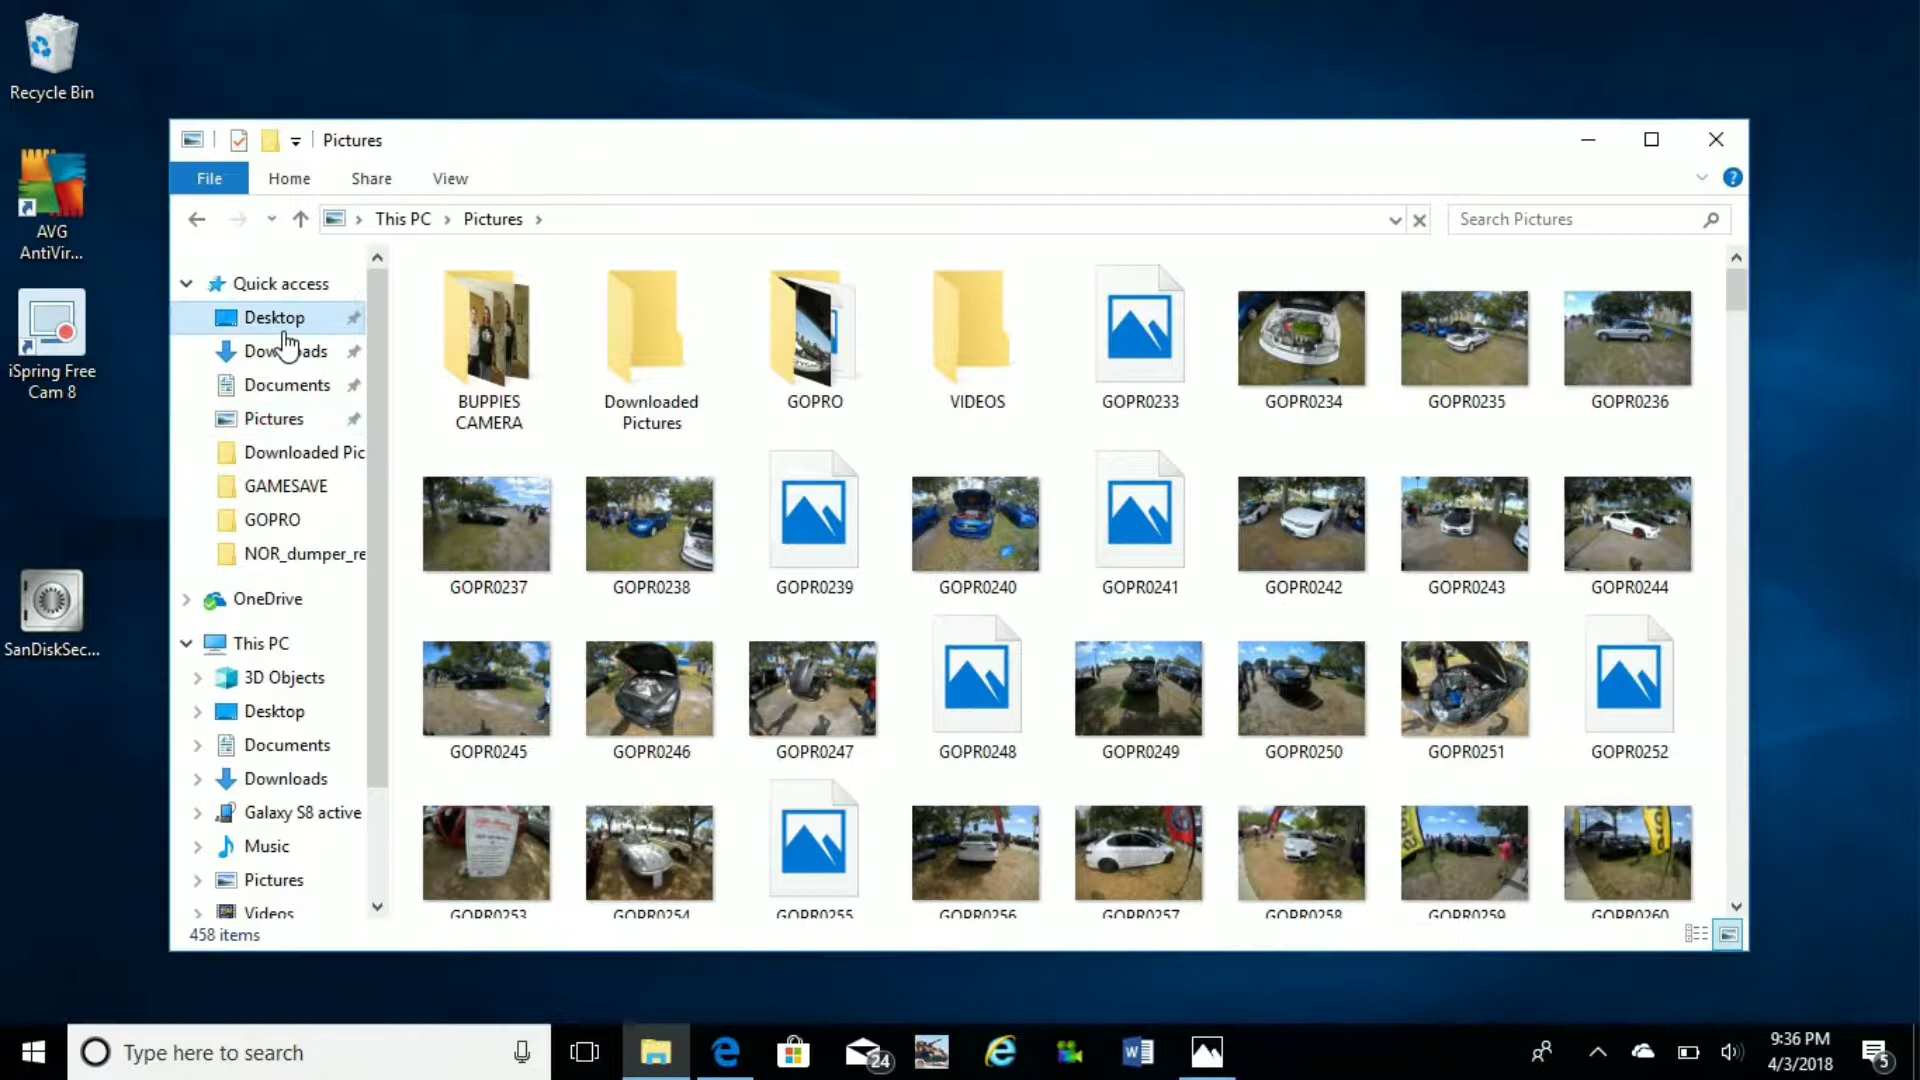 Recycle Bin
AVG
AntiVir...
iSpring Free
Cam 8
SanDiskSec...
Pictures
File
Home
Share
View
This PC
Pictures
Search Pictures
Quick access
Desktop
Downloads
Documents
Pictures
Downloaded Pic
GAMESAVE
GOPRO
NOR_dumper_re
OneDrive
This PC
3D Objects
Desktop
Documents
Downloads
Galaxy S8 active
Music
Pictures
Videos
BUPPIES
CAMERA
Downloaded
Pictures
GOPRO
VIDEOS
GOPR0233
GOPR0234
GOPR0235
GOPR0236
GOPR0237
GOPR0238
GOPR0239
GOPR0240
GOPR0241
GOPR0242
GOPR0243
GOPR0244
GOPR0245
GOPR0246
GOPR0247
GOPR0248
GOPR0249
GOPR0250
GOPR0251
GOPR0252
GOPR0253
GOPR0254
GOPR0255
GOPR0256
GOPR0257
GOPR0258
GOPR0259
GOPR0260
458 items
Type here to search
24
9:36 PM
4/3/2018
5